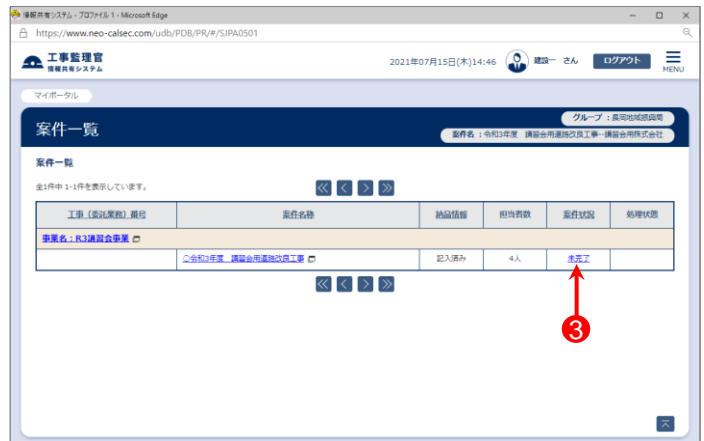 情報共有システム - プロファイル 1 - Microsoft Edge
https://www.neo-calsec.com/udb/PDB/PR/#/SJPA0501
工事監理官
情報共有システム
2021年07月15日(木)14:46
建設一 さん
ログアウト
MENU
マイポータル
案件一覧
グループ：長岡地域振興局
案件名：令和3年度 講習会用道路改良工事--講習会用株式会社
案件一覧
全1件中 1-1件を表示しています。
工事（委託業務）番号 案件名称 納品情報 担当者数 案件状況 処理状態
事業名：R3講習会事業
○令和3年度 講習会用道路改良工事 記入済み 4人 未完了
3